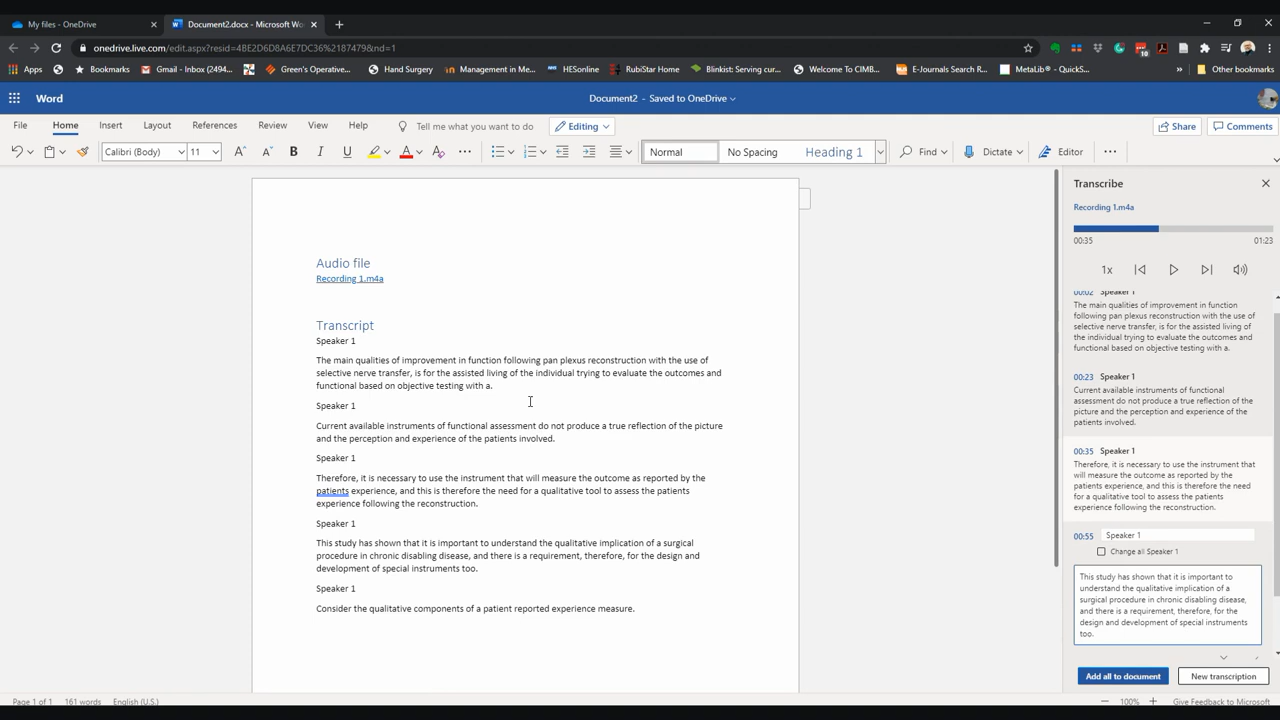 My files - OneDrive
Document2.docx - Microsoft Wo
onedrive.live.com/edit.aspx?resid=4BE2D6D8A6E7DC36%2187479&nd=1
10
Apps
Bookmarks
Gmail - Inbox (2494...
Green's Operative...
Hand Surgery
Management in Me...
HESonline
RubiStar Home
Blinkist: Serving cur...
Welcome To CIMB...
E-Journals Search R...
MetaLib® - QuickS...
»
Other bookmarks
Word
Document2 - Saved to OneDrive
File
Home
Insert
Layout
References
Review
View
Help
Tell me what you want to do
Editing
Share
Comments
Calibri (Body)
11
B
I
U
Normal
No Spacing
Heading 1
Find
Dictate
Editor
Audio file
Recording 1.m4a
Transcript
Speaker 1
The main qualities of improvement in function following pan plexus reconstruction with the use of
selective nerve transfer, is for the assisted living of the individual trying to evaluate the outcomes and
functional based on objective testing with a.
Speaker 1
Current available instruments of functional assessment do not produce a true reflection of the picture
and the perception and experience of the patients involved.
Speaker 1
Therefore, it is necessary to use the instrument that will measure the outcome as reported by the
patients experience, and this is therefore the need for a qualitative tool to assess the patients
experience following the reconstruction.
Speaker 1
This study has shown that it is important to understand the qualitative implication of a surgical
procedure in chronic disabling disease, and there is a requirement, therefore, for the design and
development of special instruments too.
Speaker 1
Consider the qualitative components of a patient reported experience measure.
Transcribe
Recording 1.m4a
00:35
01:23
1x
00:02 Speaker 1
The main qualities of improvement in function
following pan plexus reconstruction with the use of
selective nerve transfer, is for the assisted living of
the individual trying to evaluate the outcomes and
functional based on objective testing with a.
00:23 Speaker 1
Current available instruments of functional
assessment do not produce a true reflection of the
picture and the perception and experience of the
patients involved.
00:35 Speaker 1
Therefore, it is necessary to use the instrument that
will measure the outcome as reported by the
patients experience, and this is therefore the need
for a qualitative tool to assess the patients
experience following the reconstruction.
00:55 Speaker 1
Change all Speaker 1
This study has shown that it is important to
understand the qualitative implication of a
surgical procedure in chronic disabling disease,
and there is a requirement, therefore, for the
design and development of special instruments
too.
Add all to document
New transcription
Page 1 of 1
161 words
English (U.S.)
100%
Give Feedback to Microsoft